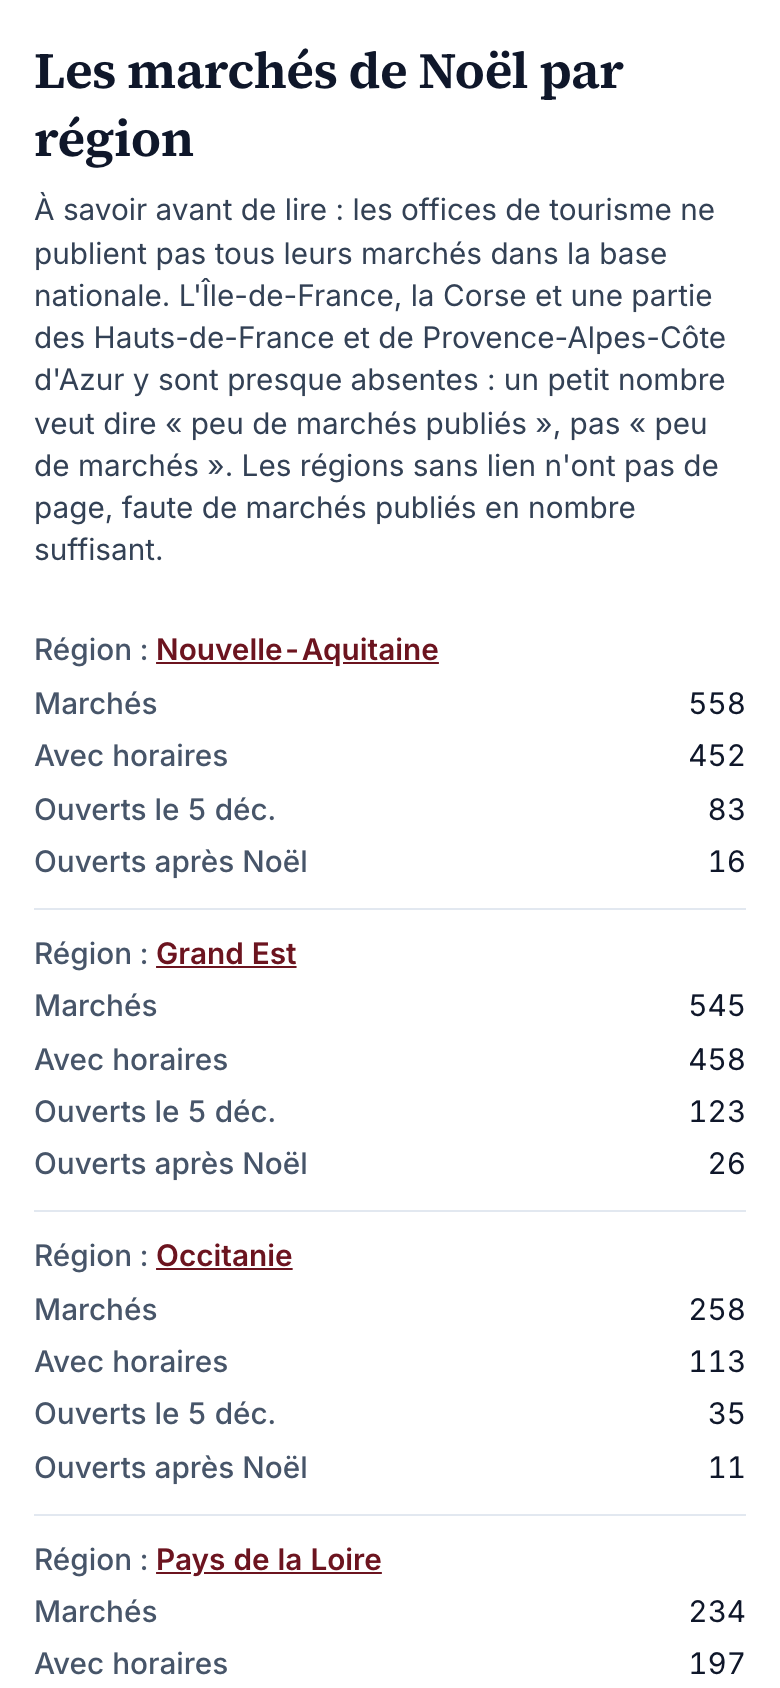 Les marchés de Noël par
région
À savoir avant de lire : les offices de tourisme ne
publient pas tous leurs marchés dans la base
nationale. L'Île-de-France, la Corse et une partie
des Hauts-de-France et de Provence-Alpes-Côte
d'Azur y sont presque absentes : un petit nombre
veut dire « peu de marchés publiés », pas « peu
de marchés ». Les régions sans lien n'ont pas de
page, faute de marchés publiés en nombre
suffisant.
Région : Nouvelle-Aquitaine
Marchés 558
Avec horaires 452
Ouverts le 5 déc. 83
Ouverts après Noël 16
Région : Grand Est
Marchés 545
Avec horaires 458
Ouverts le 5 déc. 123
Ouverts après Noël 26
Région : Occitanie
Marchés 258
Avec horaires 113
Ouverts le 5 déc. 35
Ouverts après Noël 11
Région : Pays de la Loire
Marchés 234
Avec horaires 197